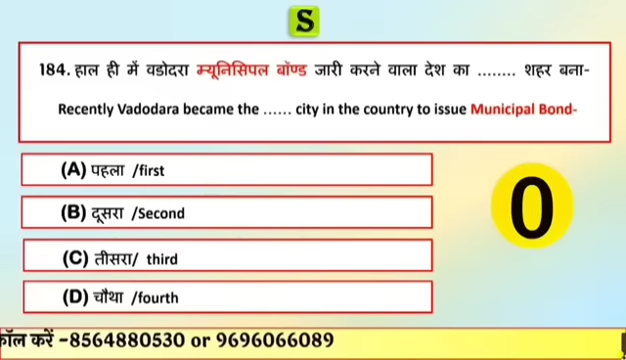 S
184. हाल ही में वडोदरा म्यूनिसिपल बॉण्ड जारी करने वाला देश का ........ शहर बना-
Recently Vadodara became the ...... city in the country to issue Municipal Bond-
(A) पहला /first
(B) दूसरा /Second
(C) तीसरा/ third
(D) चौथा /fourth
0
कॉल करें -8564880530 or 9696066089